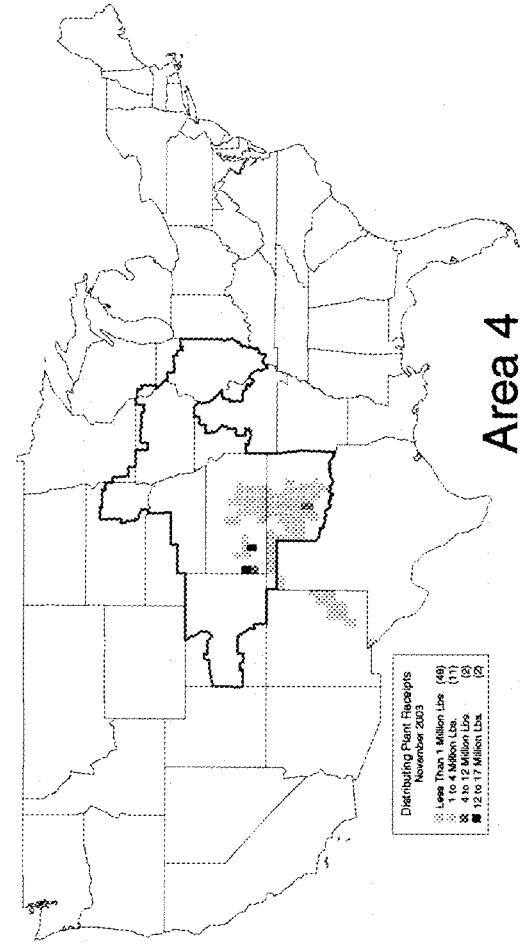 Distributing Plant Receipts
November 2003
Less Than 1 Million Lbs. (49)
1 to 4 Million Lbs. (11)
4 to 12 Million Lbs. (2)
12 to 17 Million Lbs. (2)
Area 4